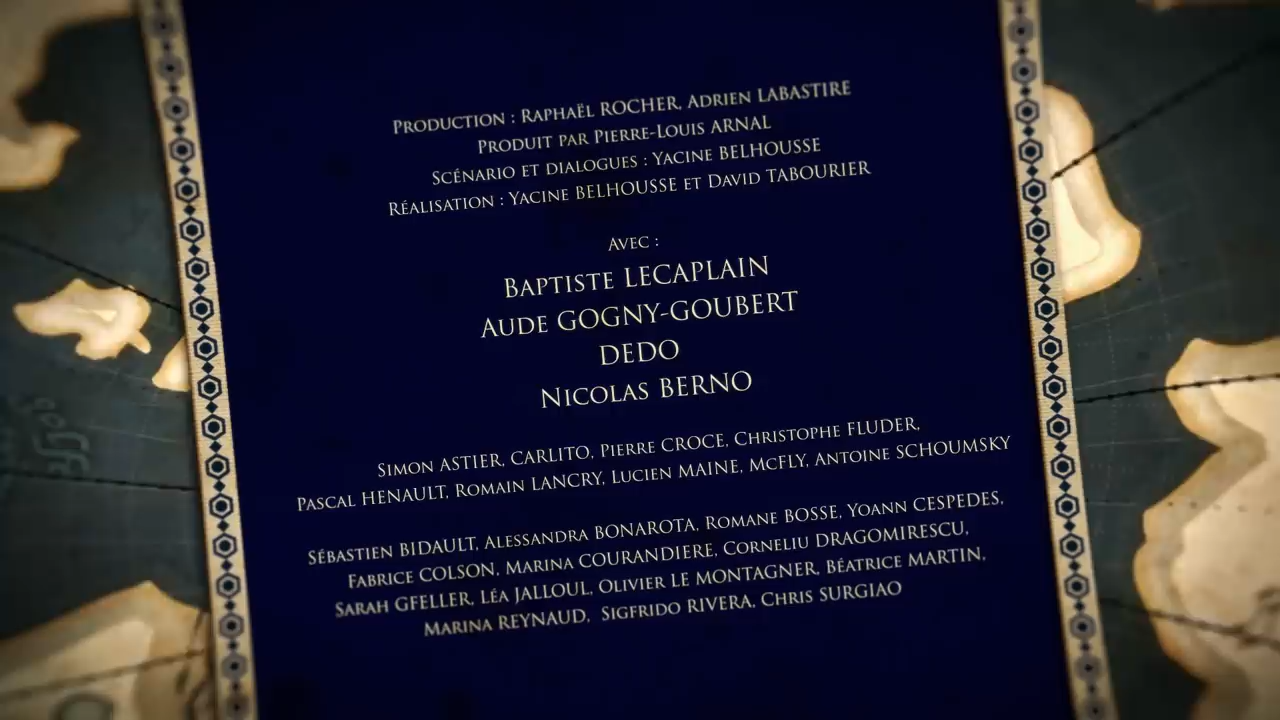 Production : Raphaël ROCHER, Adrien LABASTIRE
Produit par Pierre-Louis ARNAL
Scénario et dialogues : Yacine BELHOUSSE
Réalisation : Yacine BELHOUSSE et David TABOURIER
Avec :
Baptiste LECAPLAIN
Aude GOGNY-GOUBERT
DEDO
Nicolas BERNO
Simon ASTIER, CARLITO, Pierre CROCE, Christophe FLUDER,
Pascal HENAULT, Romain LANCRY, Lucien MAINE, McFLY, Antoine SCHOUMSKY
Sébastien BIDAULT, Alessandra BONAROTA, Romane BOSSE, Yoann CESPEDES,
Fabrice COLSON, Marina COURANDIERE, Corneliu DRAGOMIRESCU,
Sarah GFELLER, Léa JALLOUL, Olivier LE MONTAGNER, Béatrice MARTIN,
Marina REYNAUD, Sigfrido RIVERA, Chris SURGIAO